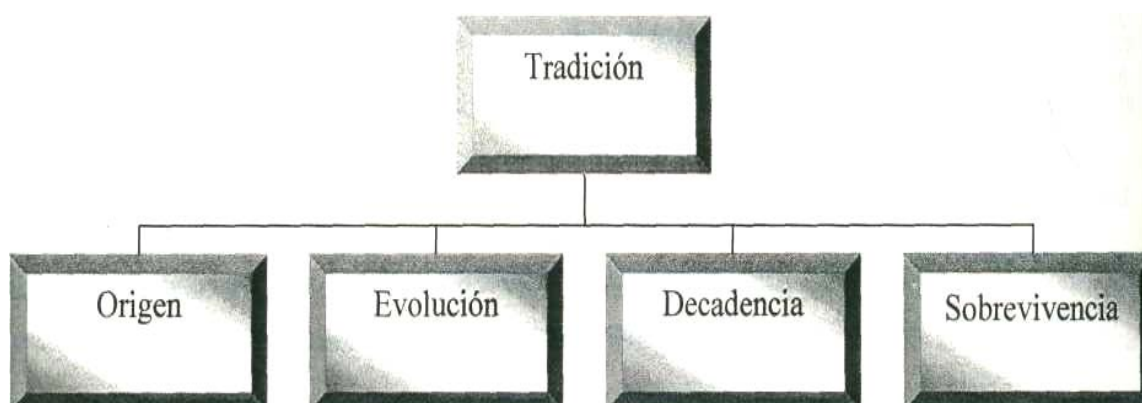 Tradición
Origen
Evolución
Decadencia
Sobrevivencia